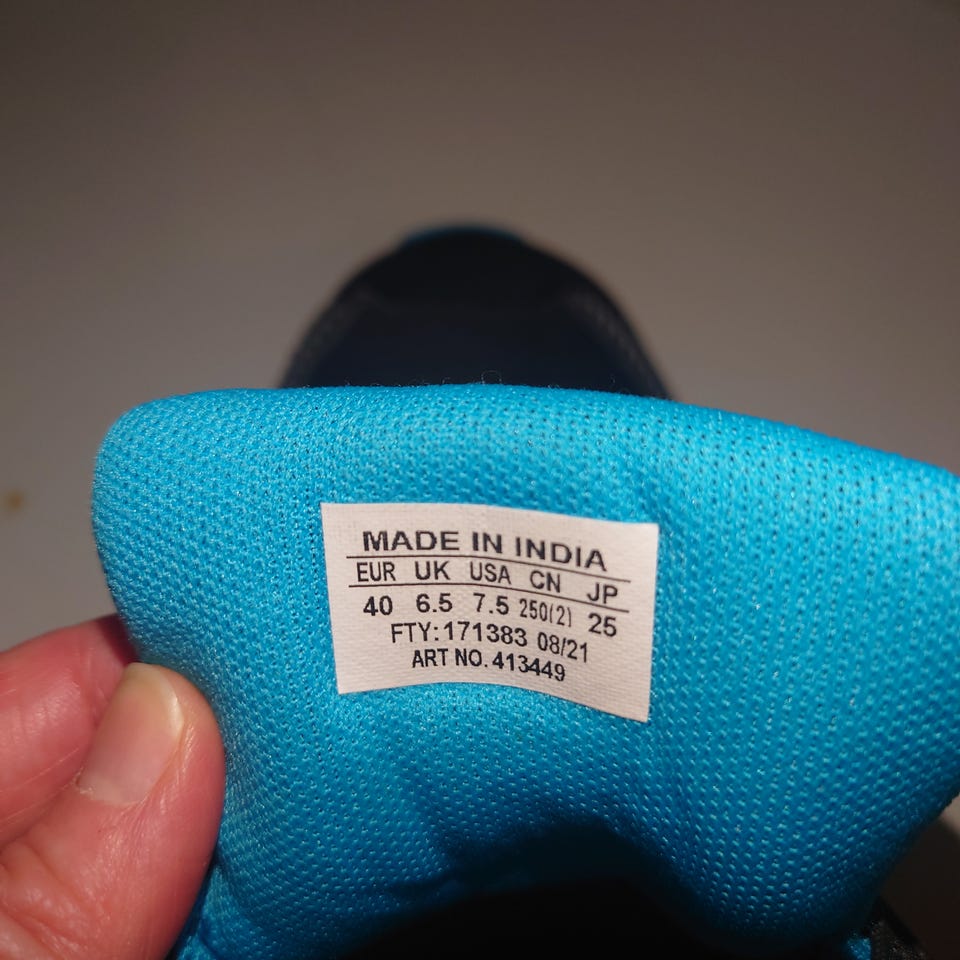 MADE IN INDIA
EUR UK USA CN JP
40 6.5 7.5 250(2) 25
FTY:171383 08/21
ART NO. 413449